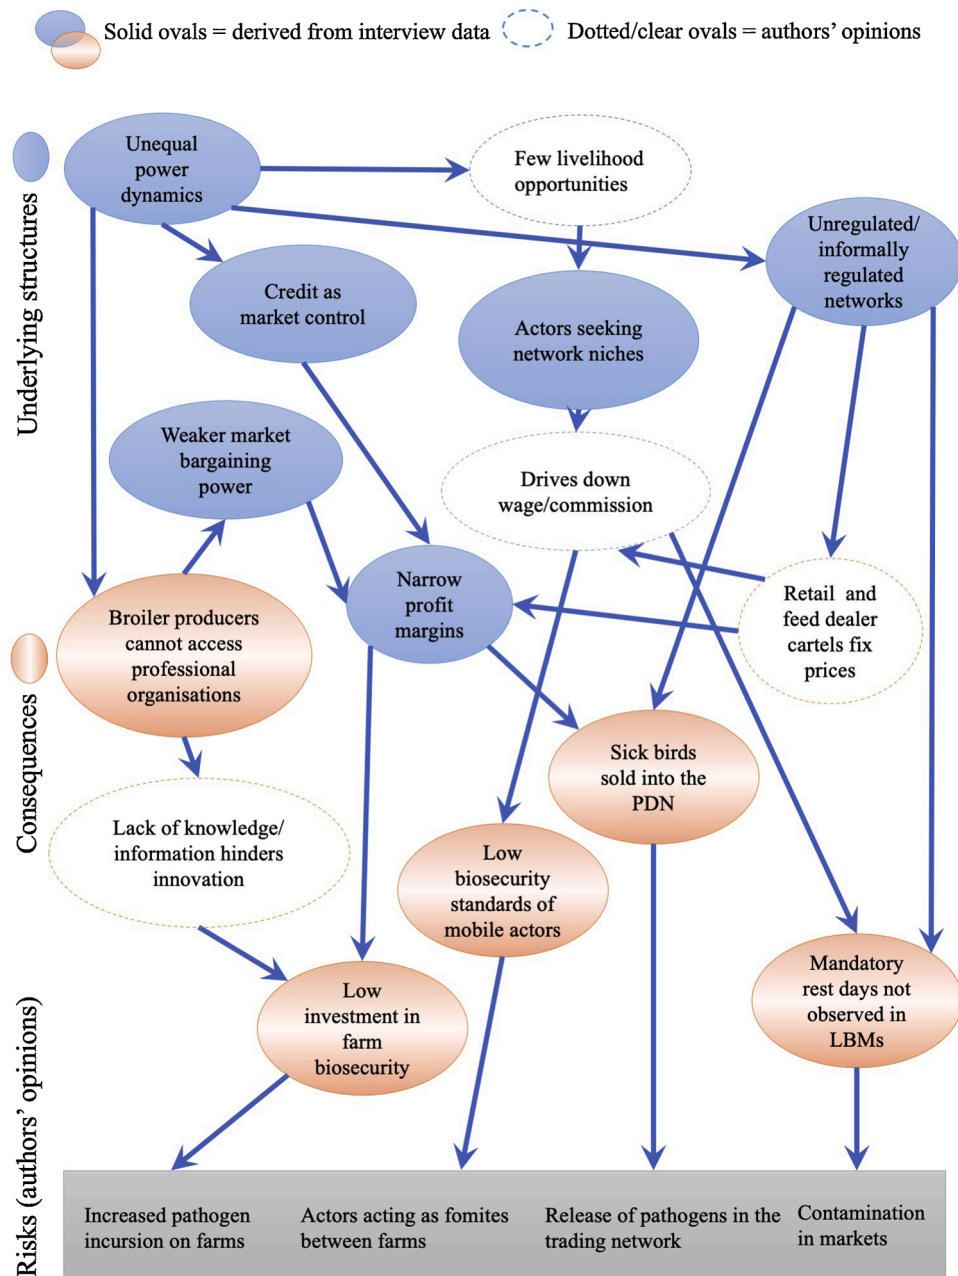 Solid ovals = derived from interview data
Dotted/clear ovals = authors' opinions
Underlying structures
Unequal
power
dynamics
Few livelihood
opportunities
Unregulated/
informally
regulated
networks
Credit as
market control
Actors seeking
network niches
Weaker market
bargaining
power
Drives down
wage/commission
Narrow
profit
margins
Retail and
feed dealer
cartels fix
prices
Consequences
Broiler producers
cannot access
professional
organisations
Sick birds
sold into the
PDN
Lack of knowledge/
information hinders
innovation
Low
biosecurity
standards of
mobile actors
Mandatory
rest days not
observed in
LBMs
Low
investment in
farm
biosecurity
Risks (authors' opinions)
Increased pathogen
incursion on farms
Actors acting as fomites
between farms
Release of pathogens in the
trading network
Contamination
in markets